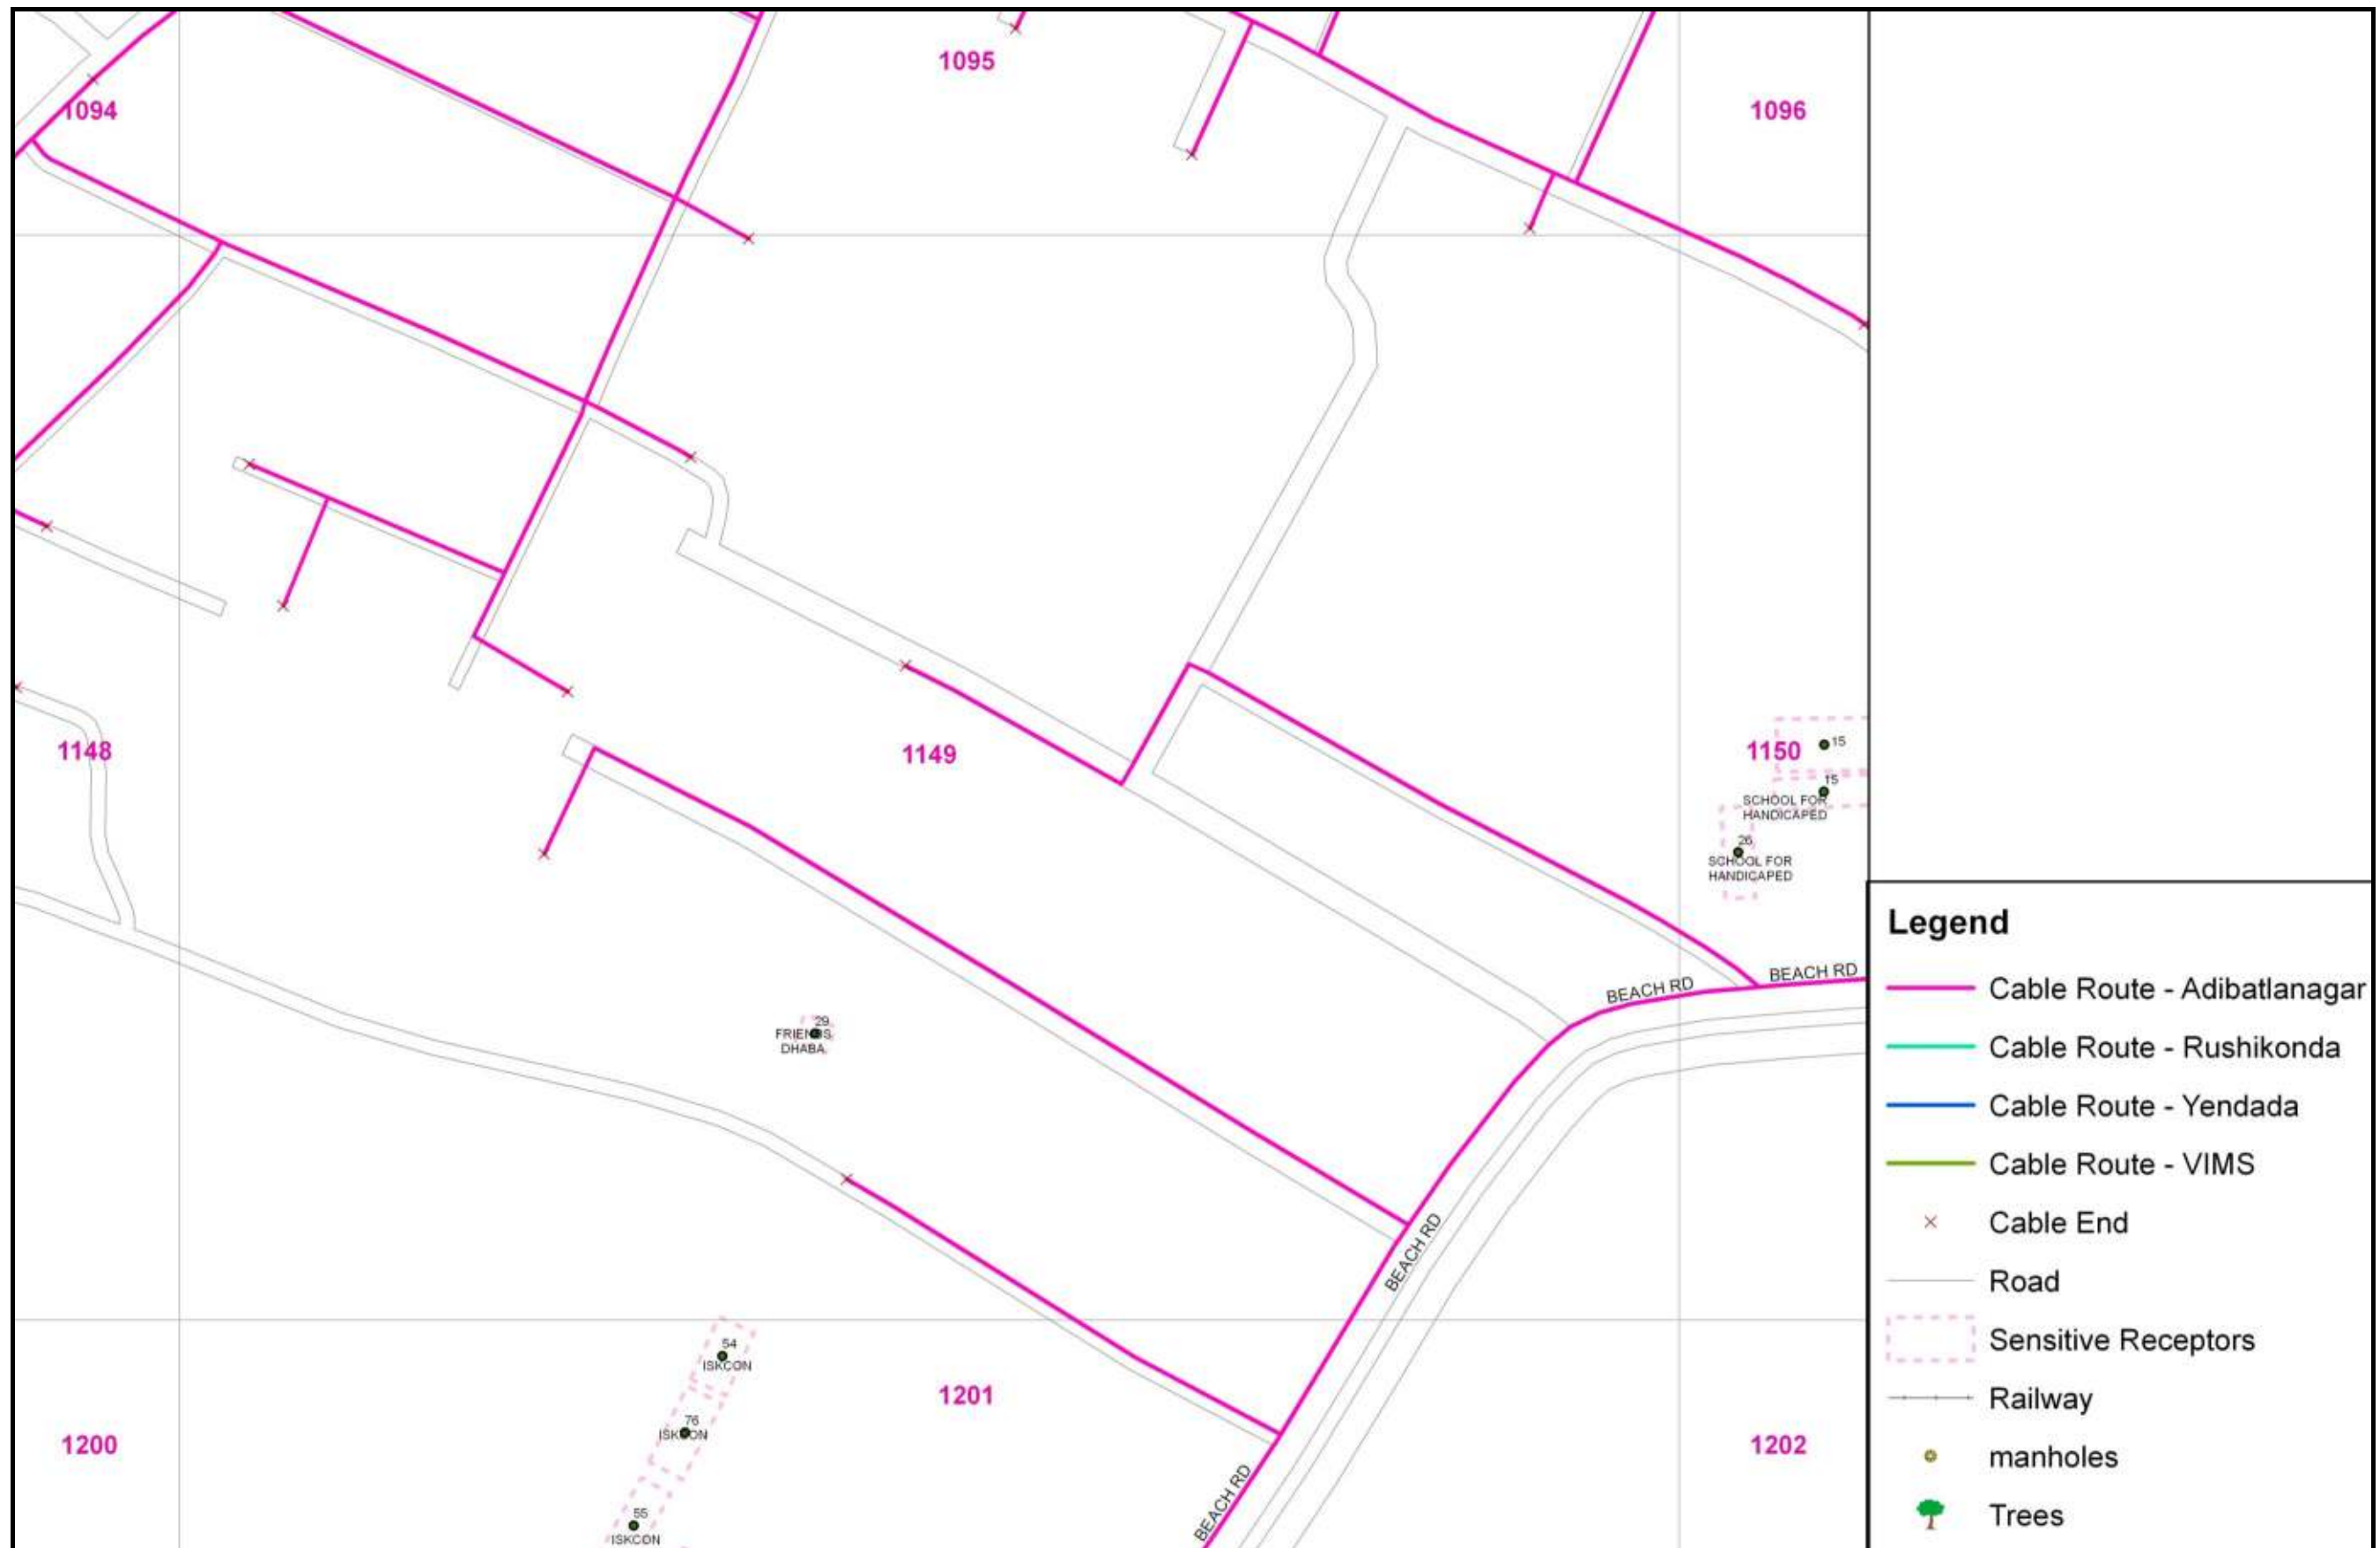 1095
1094
1096
1148
1149
1150
15
15
SCHOOL FOR
HANDICAPED
26
SCHOOL FOR
HANDICAPED
BEACH RD
BEACH RD
29
FRIENDS
DHABA
BEACH RD
54
ISKCON
76
ISKCON
1200
1201
1202
BEACH RD
55
ISKCON
Legend
Cable Route - Adibatlanagar
Cable Route - Rushikonda
Cable Route - Yendada
Cable Route - VIMS
Cable End
Road
Sensitive Receptors
Railway
manholes
Trees